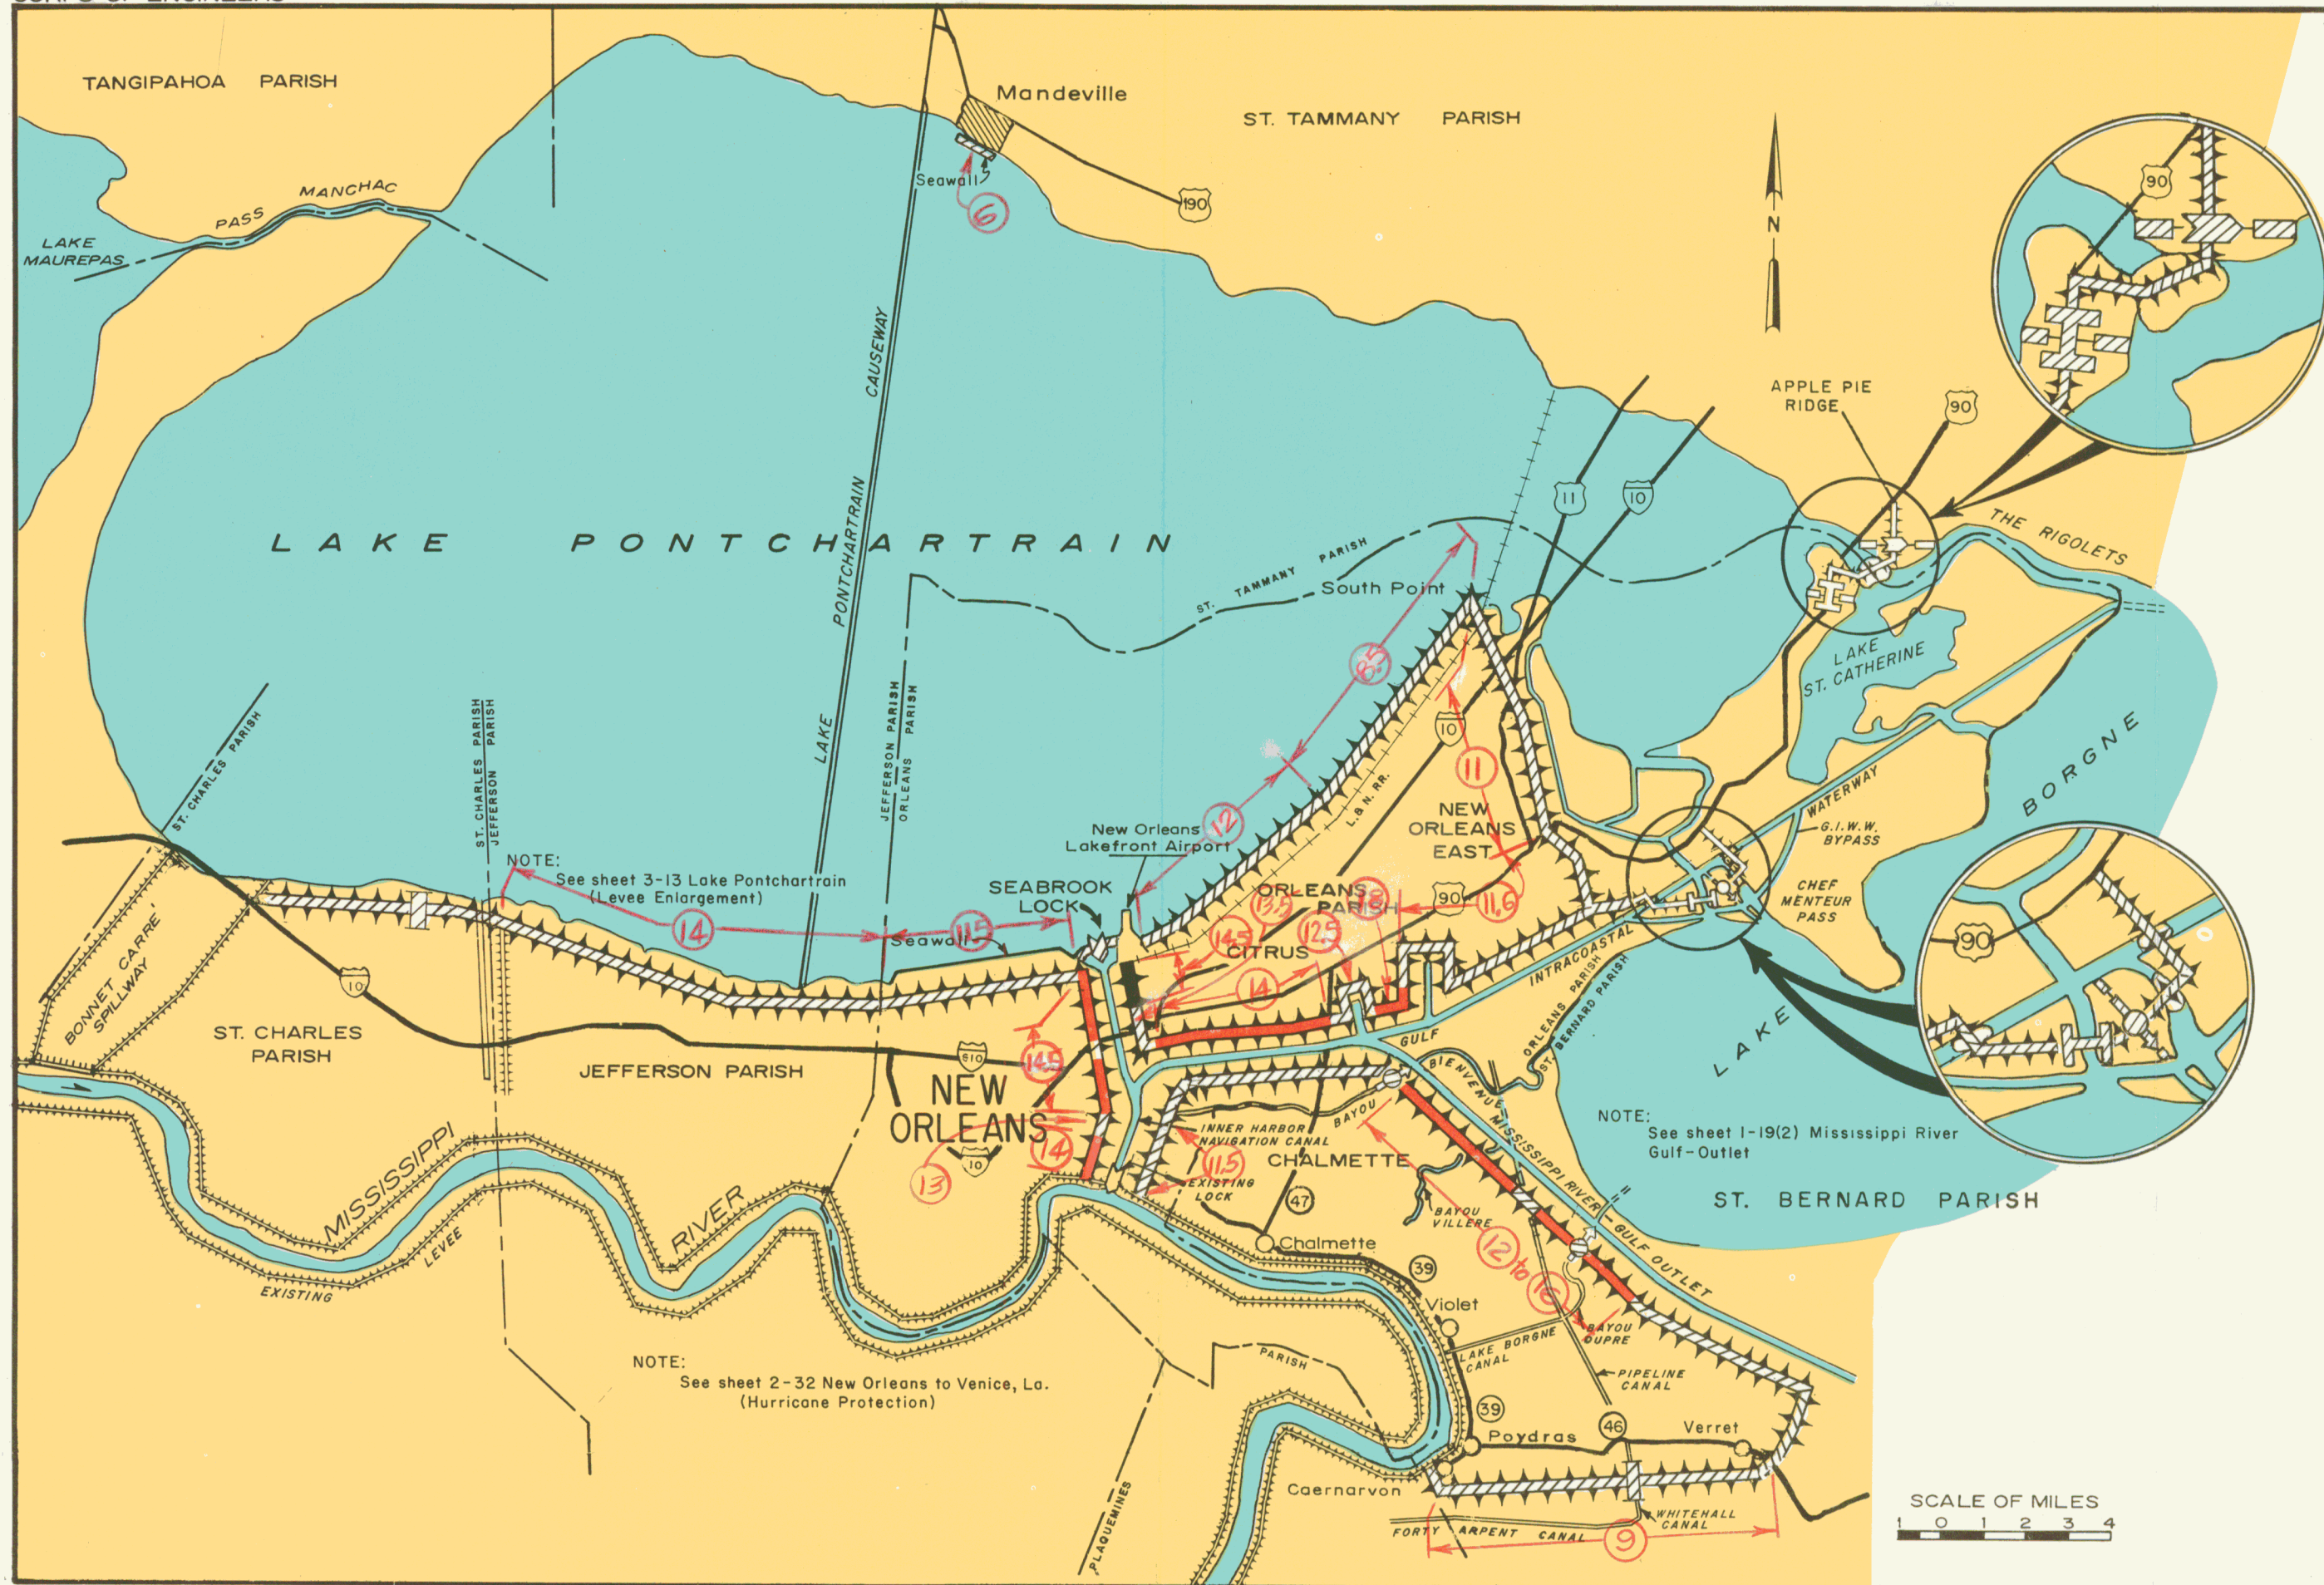 CORPS OF ENGINEERS
TANGIPAHOA PARISH
Mandeville
ST. TAMMANY PARISH
90
Seawall
190
6
PASS MANCHAC
LAKE
MAUREPAS
N
APPLE PIE
RIDGE
90
11
10
LAKE PONTCHARTRAIN
LAKE PONTCHARTRAIN CAUSEWAY
THE RIGOLETS
ST. TAMMANY PARISH
South Point
8.5
LAKE
ST. CATHERINE
ST. CHARLES PARISH
ST. CHARLES PARISH
JEFFERSON PARISH
JEFFERSON PARISH
ORLEANS PARISH
10
11
L. & N. RR.
LAKE BORGNE
WATERWAY
G.I.W.W.
BYPASS
New Orleans
Lakefront Airport
12
NEW
ORLEANS
EAST
NOTE:
See sheet 3-13 Lake Pontchartrain
(Levee Enlargement)
SEABROOK
LOCK
ORLEANS
PARISH
13.5
18
90
11.6
CHEF
MENTEUR
PASS
14
11.5
Seawall
14.5
12.5
CITRUS
INTRACOASTAL
90
BONNET CARRE'
SPILLWAY
10
14
ORLEANS PARISH
ST. BERNARD PARISH
ST. CHARLES
PARISH
JEFFERSON PARISH
610
14.5
GULF
NEW
ORLEANS
10
BAYOU BIENVENUE
INNER HARBOR
NAVIGATION CANAL
CHALMETTE
13
14
11.5
EXISTING
LOCK
NOTE:
See sheet 1-19(2) Mississippi River
Gulf-Outlet
MISSISSIPPI RIVER
MISSISSIPPI RIVER-GULF OUTLET
47
BAYOU
VILLERE
ST. BERNARD PARISH
Chalmette
12 to 16
39
EXISTING LEVEE
Violet
BAYOU
DUPRE
LAKE BORGNE
CANAL
PARISH
PIPELINE
CANAL
NOTE:
See sheet 2-32 New Orleans to Venice, La.
(Hurricane Protection)
39
46
Verret
Poydras
Caernarvon
PLAQUEMINES
WHITEHALL
CANAL
FORTY ARPENT CANAL
9
SCALE OF MILES
1 0 1 2 3 4